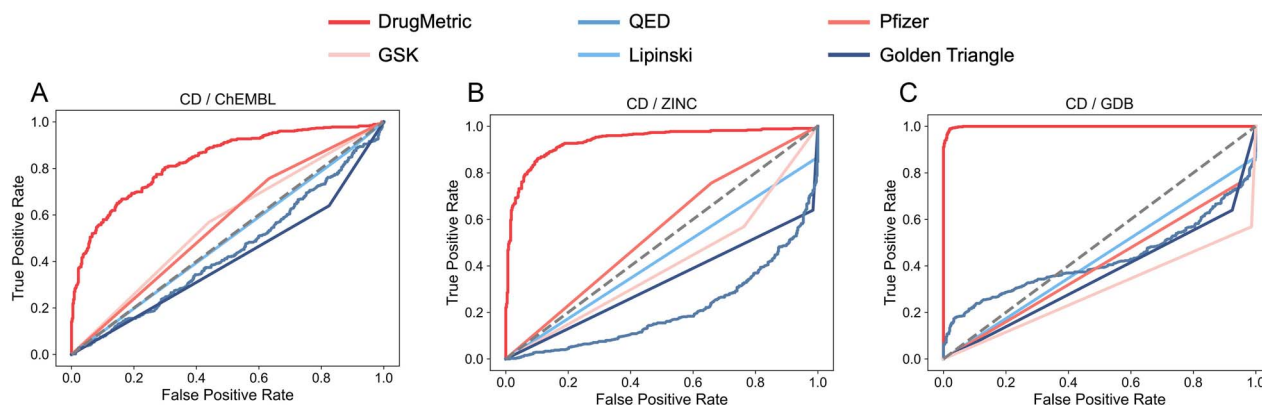 DrugMetric QED Pfizer
GSK Lipinski Golden Triangle
A B C
CD / ChEMBL CD / ZINC CD / GDB
True Positive Rate
1.0
0.8
0.6
0.4
0.2
0.0
0.0 0.2 0.4 0.6 0.8 1.0
False Positive Rate
True Positive Rate
1.0
0.8
0.6
0.4
0.2
0.0
0.0 0.2 0.4 0.6 0.8 1.0
False Positive Rate
True Positive Rate
1.0
0.8
0.6
0.4
0.2
0.0
0.0 0.2 0.4 0.6 0.8 1.0
False Positive Rate